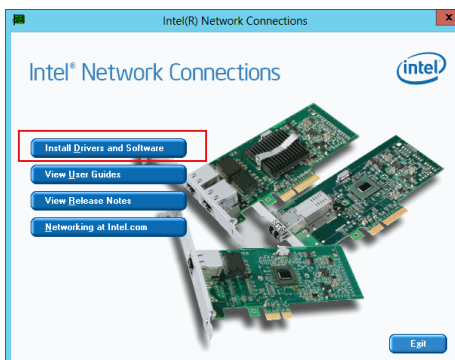 Intel(R) Network Connections
x
Intel® Network Connections
intel
Install Drivers and Software
View User Guides
View Release Notes
Networking at Intel.com
Exit